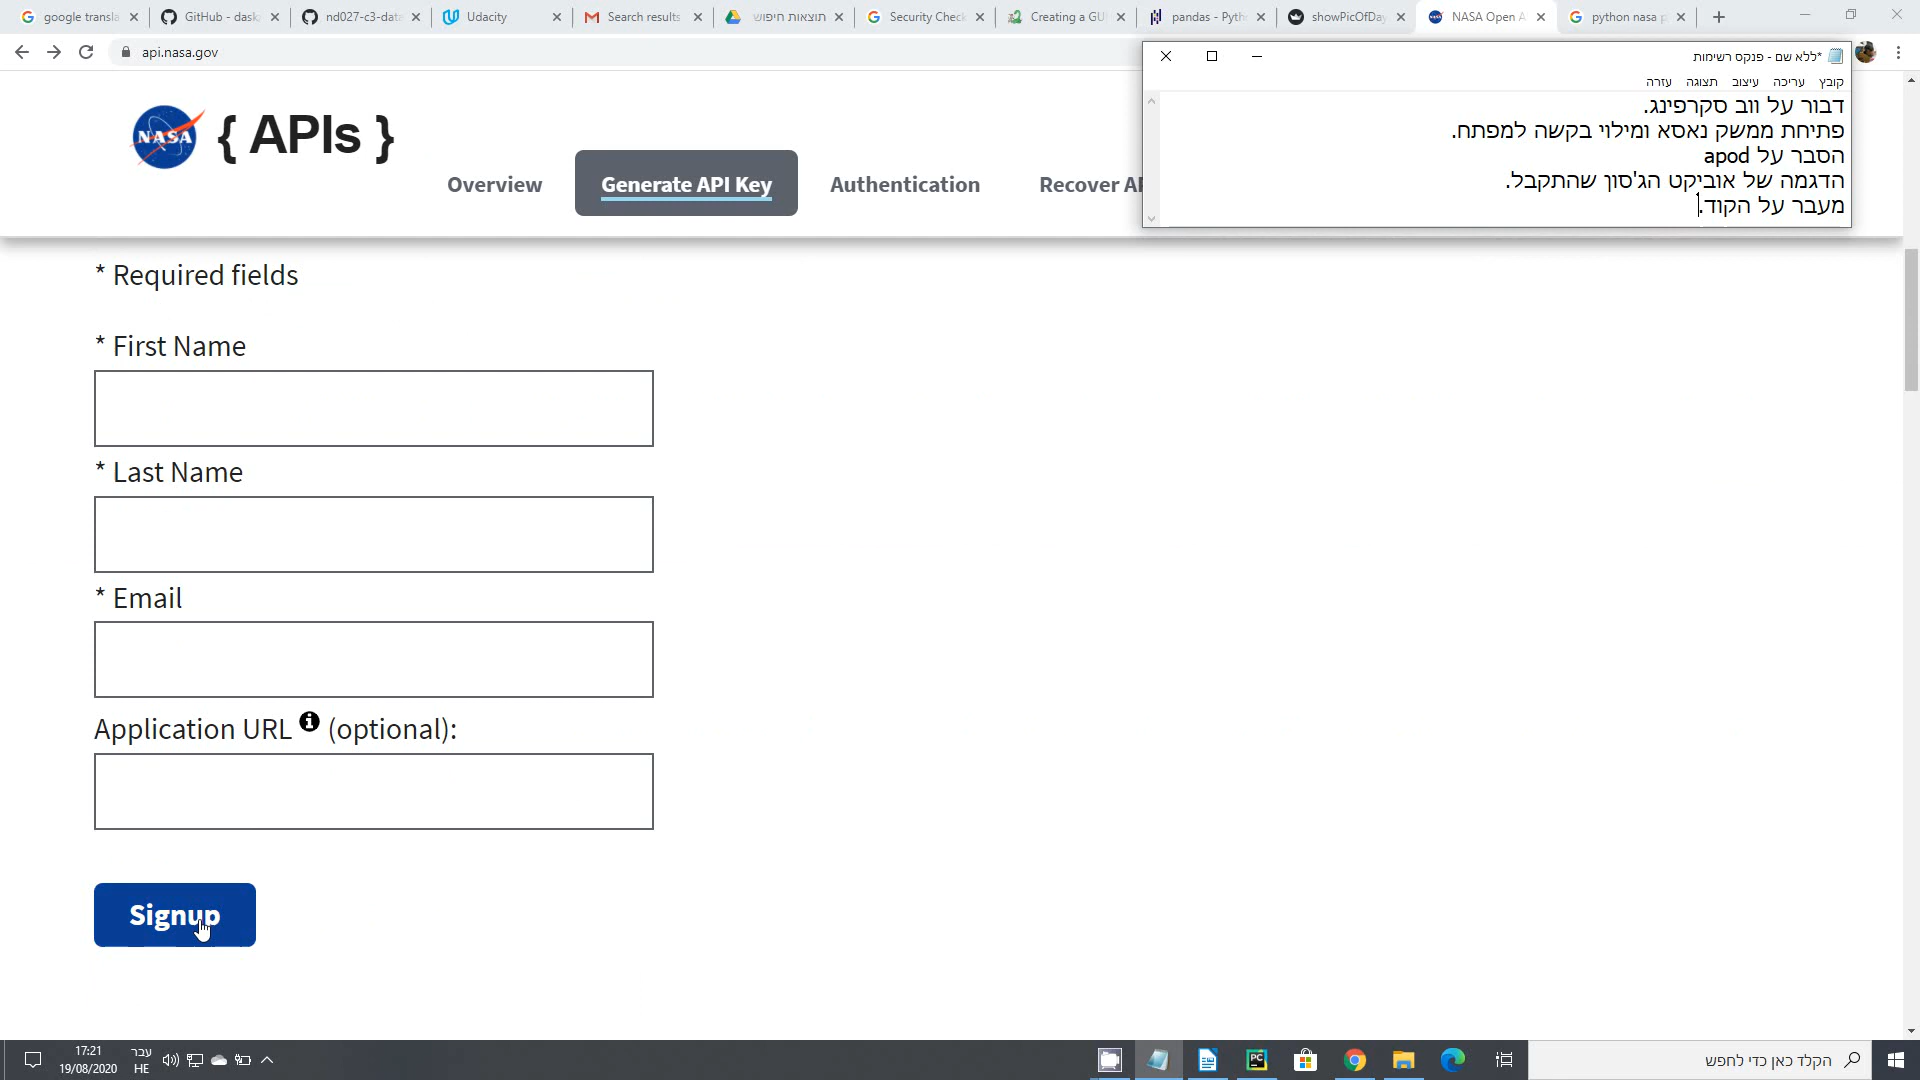 google transla
GitHub - dask
nd027-c3-data
Udacity
Search results
תוצאות חיפוש
Security Check
Creating a GU
pandas - Pyth
showPicOfDay
NASA Open A
python nasa p
api.nasa.gov
*ללא שם - פנקס רשימות
קובץ עריכה עיצוב תצוגה עזרה
דבור על ווב סקרפינג.
פתיחת ממשק נאסא ומילוי בקשה למפתח.
הסבר על apod
הדגמה של אוביקט הג'סון שהתקבל.
מעבר על הקוד.
NASA { APIs }
Overview Generate API Key Authentication Recover AP
* Required fields
* First Name
* Last Name
* Email
Application URL (optional):
Signup
17:21
19/08/2020
עבר
HE
PC
הקלד כאן כדי לחפש